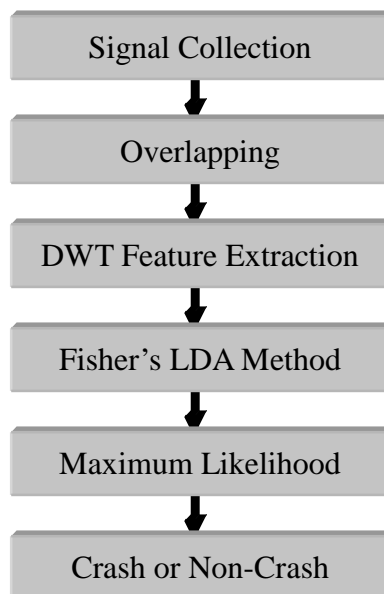 Signal Collection
Overlapping
DWT Feature Extraction
Fisher’s LDA Method
Maximum Likelihood
Crash or Non-Crash